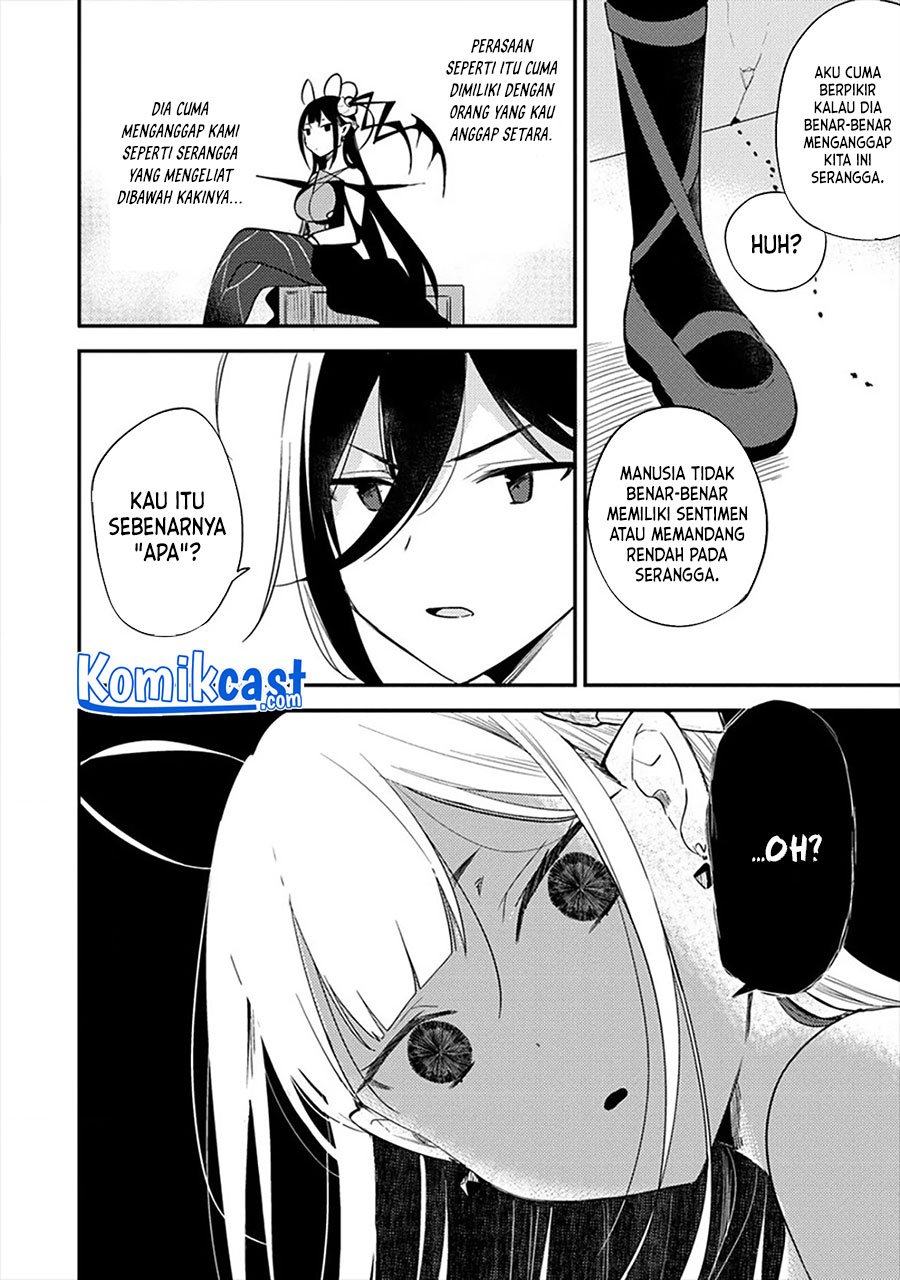 AKU CUMA
BERPIKIR
KALAU DIA
BENAR-BENAR
MENGANGGAP
KITA INI
SERANGGA.
HUH?
MANUSIA TIDAK
BENAR-BENAR
MEMILIKI SENTIMEN
ATAU MEMANDANG
RENDAH PADA
SERANGGA.
PERASAAN
SEPERTI ITU CUMA
DIMILIKI DENGAN
ORANG YANG KAU
ANGGAP SETARA.
DIA CUMA
MENGANGGAP KAMI
SEPERTI SERANGGA
YANG MENGELIAT
DIBAWAH KAKINYA...
KAU ITU
SEBENARNYA
"APA"?
Komikcast
.com
...OH?